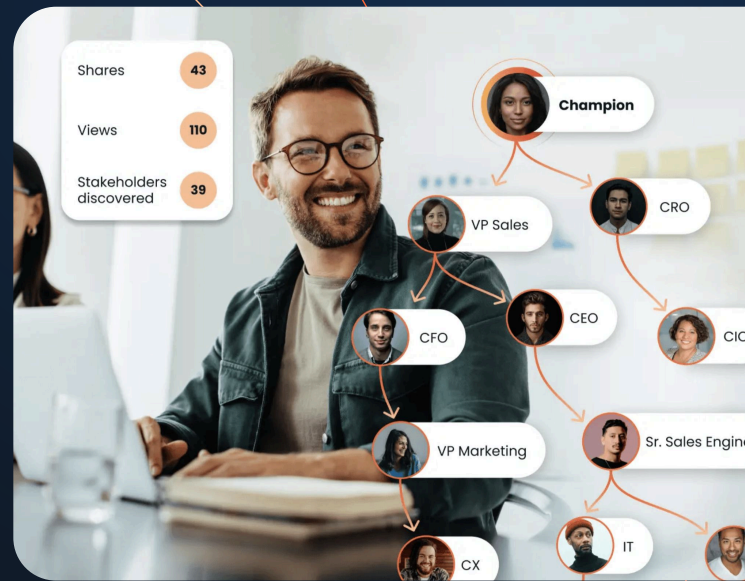 Shares 43
Views 110
Stakeholders
discovered 39
Champion
VP Sales
CRO
CFO
CEO
VP Marketing
Sr. Sales
IT
CX